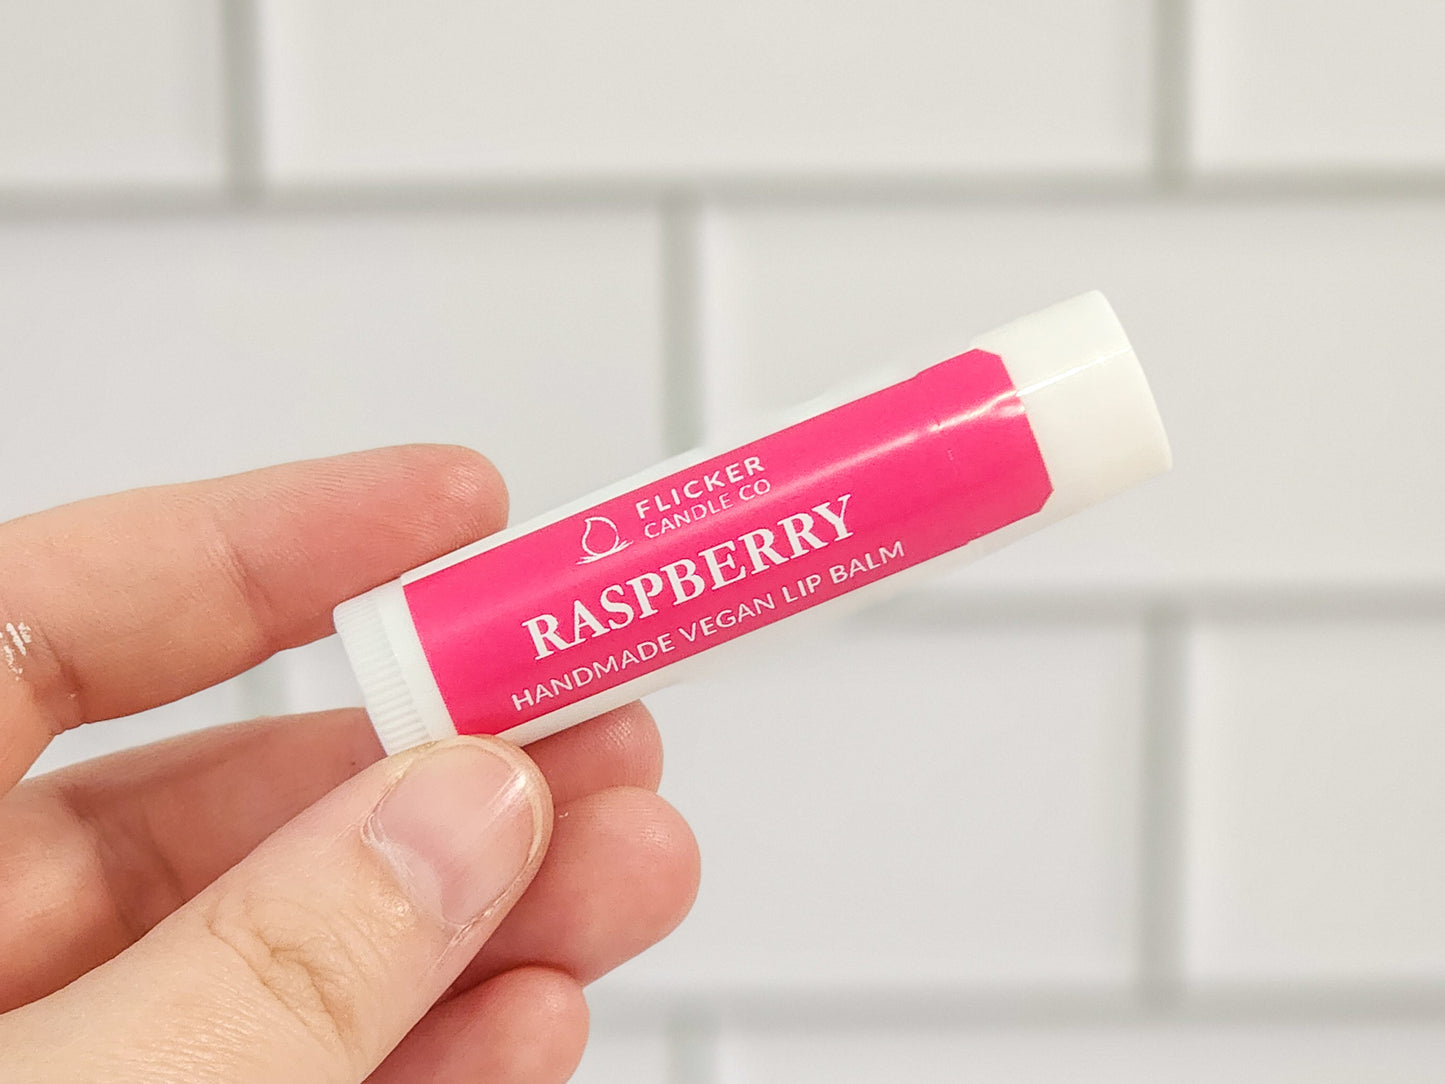 FLICKER
CANDLE CO
RASPBERRY
HANDMADE VEGAN LIP BALM